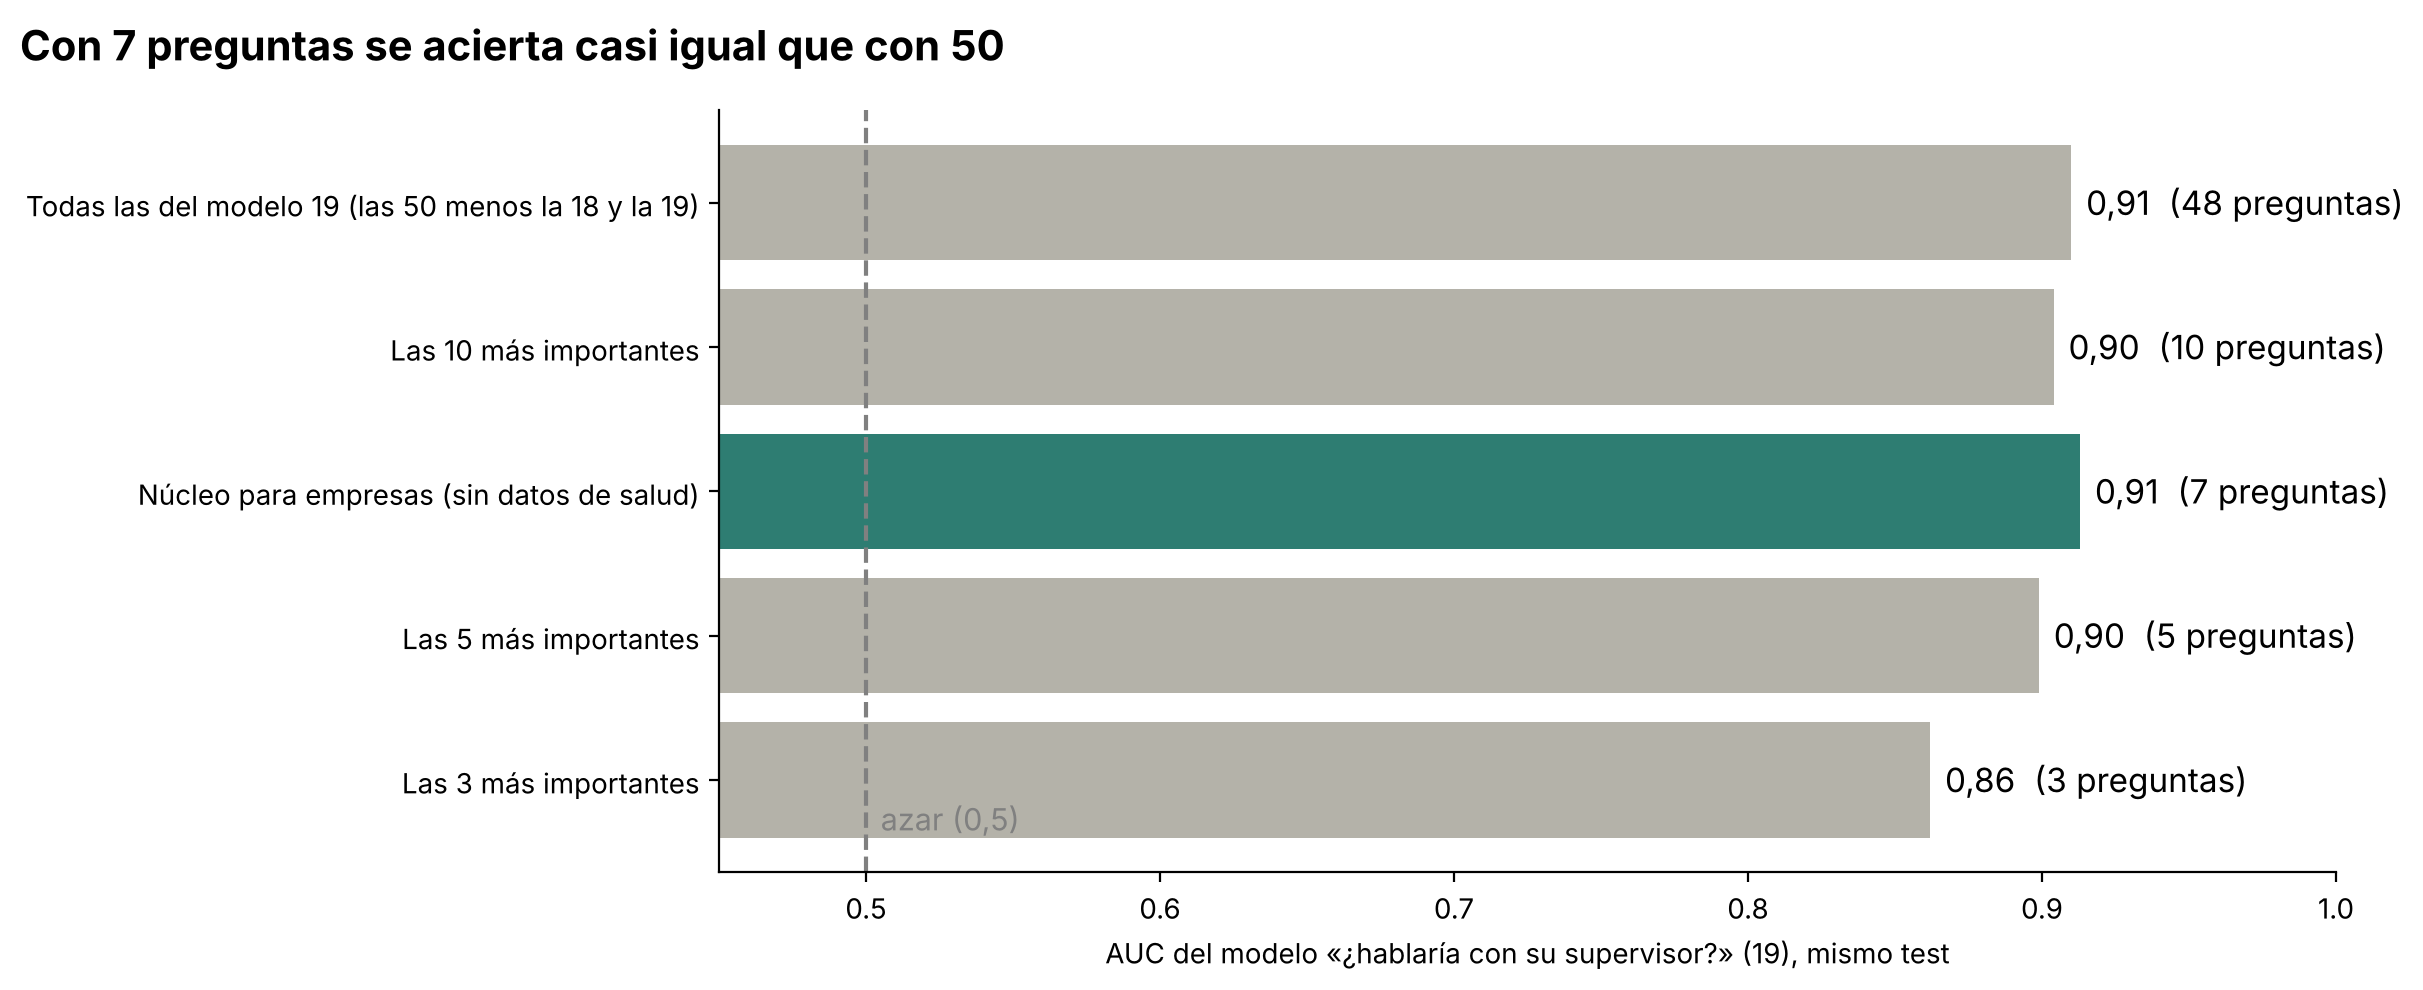 Con 7 preguntas se acierta casi igual que con 50
Todas las del modelo 19 (las 50 menos la 18 y la 19)
0,91 (48 preguntas)
Las 10 más importantes
0,90 (10 preguntas)
Núcleo para empresas (sin datos de salud)
0,91 (7 preguntas)
Las 5 más importantes
0,90 (5 preguntas)
Las 3 más importantes
0,86 (3 preguntas)
azar (0,5)
0.5 0.6 0.7 0.8 0.9 1.0
AUC del modelo «¿hablaría con su supervisor?» (19), mismo test